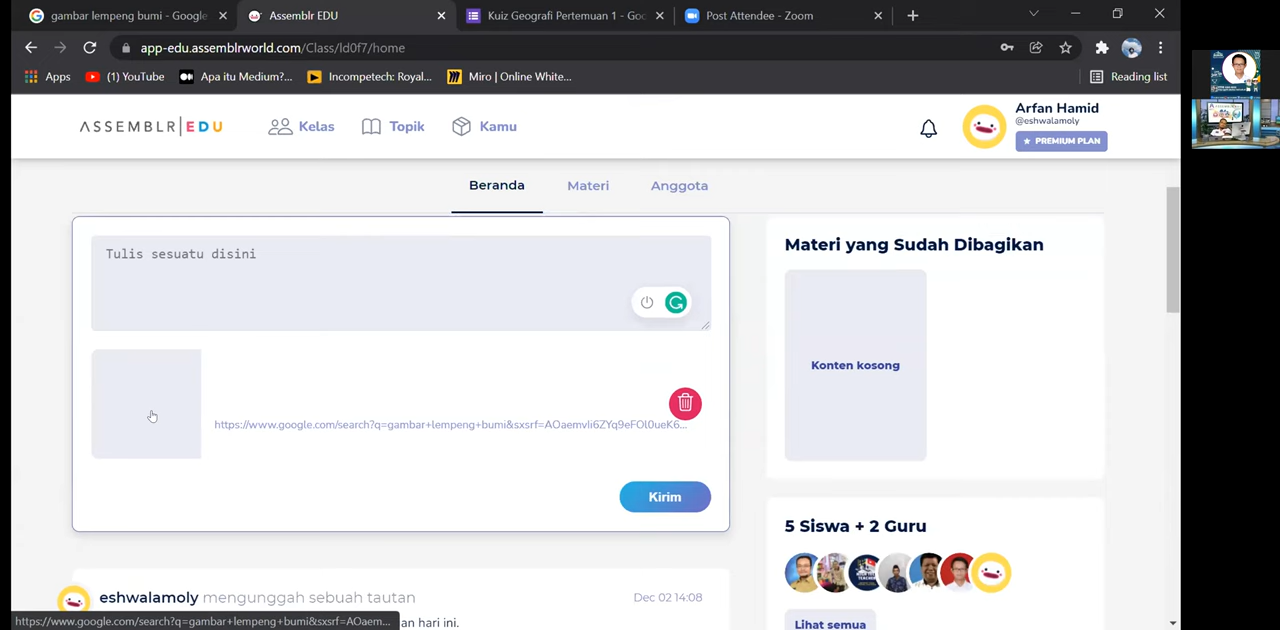 gambar lempeng bumi - Google
Assemblr EDU
Kuiz Geografi Pertemuan 1 - Goo
Post Attendee - Zoom
app-edu.assemblrworld.com/Class/ld0f7/home
Apps
(1) YouTube
Apa itu Medium?...
Incompetech: Royal...
Miro | Online White...
Reading list
ASSEMBLR | EDU
Kelas
Topik
Kamu
Arfan Hamid
@eshwalamoly
PREMIUM PLAN
Beranda
Materi
Anggota
Tulis sesuatu disini
https://www.google.com/search?q=gambar+lempeng+bumi&sxsrf=AOaemvIi6ZYq9eFOl0ueK6...
Kirim
Materi yang Sudah Dibagikan
Konten kosong
5 Siswa + 2 Guru
Lihat semua
eshwalamoly mengunggah sebuah tautan
Dec 02 14:08
an hari ini.
https://www.google.com/search?q=gambar+lempeng+bumi&sxsrf=AOaem...